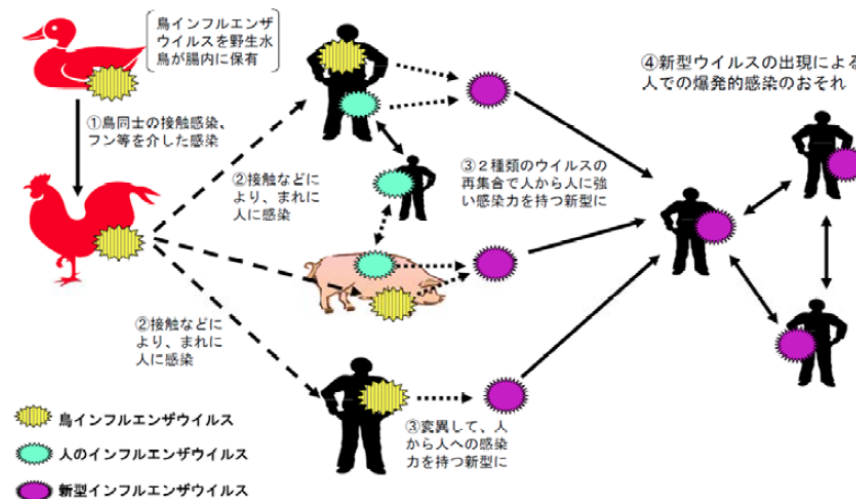 鳥インフルエンザ
ウイルスを野生水
鳥が腸内に保有
①鳥同士の接触感染、
フン等を介した感染
②接触などに
より、まれに
人に感染
②接触などに
より、まれに
人に感染
③２種類のウイルスの
再集合で人から人に強
い感染力を持つ新型に
③変異して、人
から人への感染
力を持つ新型に
④新型ウイルスの出現による
人での爆発的感染のおそれ
鳥インフルエンザウイルス
人のインフルエンザウイルス
新型インフルエンザウイルス